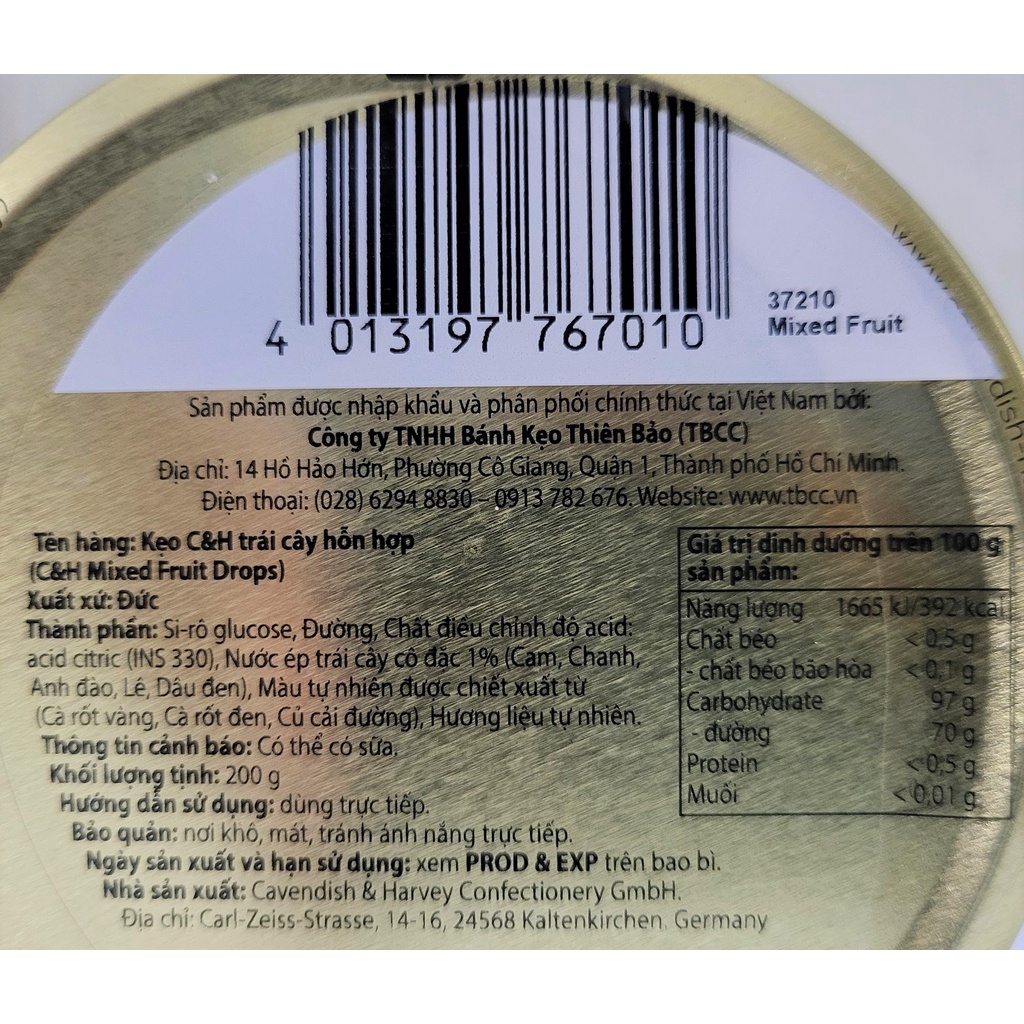 4 013197 767010
37210
Mixed Fruit
Sản phẩm được nhập khẩu và phân phối chính thức tại Việt Nam bởi:
Công ty TNHH Bánh Kẹo Thiên Bảo (TBCC)
Địa chỉ: 14 Hồ Hảo Hớn, Phường Cô Giang, Quận 1, Thành phố Hồ Chí Minh.
Điện thoại: (028) 6294 8830 – 0913 782 676. Website: www.tbcc.vn
Tên hàng: Kẹo C&H trái cây hỗn hợp
(C&H Mixed Fruit Drops)
Xuất xứ: Đức
Thành phần: Si-rô glucose, Đường, Chất điều chỉnh độ acid:
acid citric (INS 330), Nước ép trái cây cô đặc 1% (Cam, Chanh,
Anh đào, Lê, Dâu đen), Màu tự nhiên được chiết xuất từ
(Cà rốt vàng, Cà rốt đen, Củ cải đường), Hương liệu tự nhiên.
Thông tin cảnh báo: Có thể có sữa.
Khối lượng tịnh: 200 g
Hướng dẫn sử dụng: dùng trực tiếp.
Bảo quản: nơi khô, mát, tránh ánh nắng trực tiếp.
Ngày sản xuất và hạn sử dụng: xem PROD & EXP trên bao bì.
Nhà sản xuất: Cavendish & Harvey Confectionery GmbH.
Địa chỉ: Carl-Zeiss-Strasse, 14-16, 24568 Kaltenkirchen, Germany
Giá trị dinh dưỡng trên 100 g
sản phẩm:
Năng lượng 1665 kJ/392 kcal
Chất béo <0,5 g
- chất béo bão hòa <0,1 g
Carbohydrate 97 g
- đường 70 g
Protein <0,5 g
Muối <0,01 g